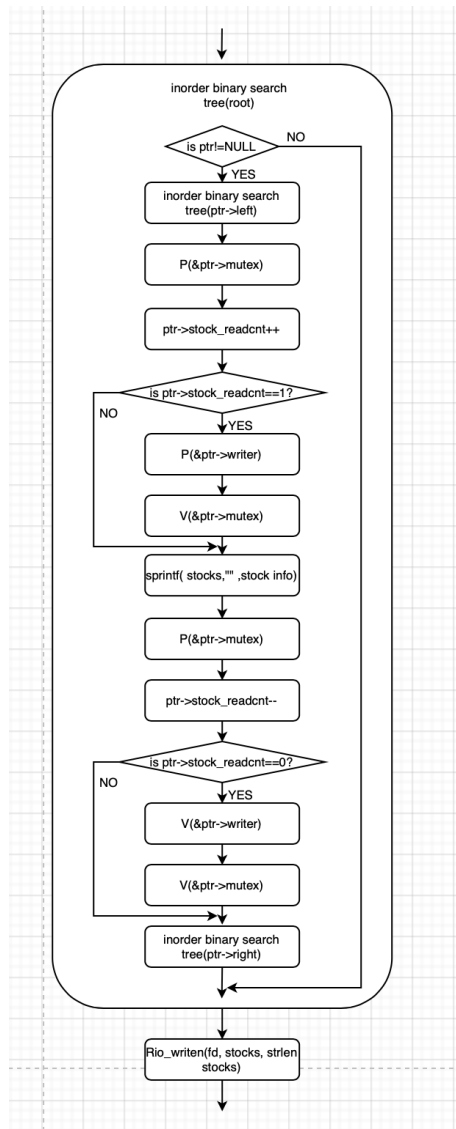 inorder binary search
tree(root)
is ptr!=NULL
NO
YES
inorder binary search
tree(ptr->left)
P(&ptr->mutex)
ptr->stock_readcnt++
is ptr->stock_readcnt==1?
NO
YES
P(&ptr->writer)
V(&ptr->mutex)
sprintf( stocks,"" ,stock info)
P(&ptr->mutex)
ptr->stock_readcnt--
is ptr->stock_readcnt==0?
NO
YES
V(&ptr->writer)
V(&ptr->mutex)
inorder binary search
tree(ptr->right)
Rio_writen(fd, stocks, strlen
stocks)